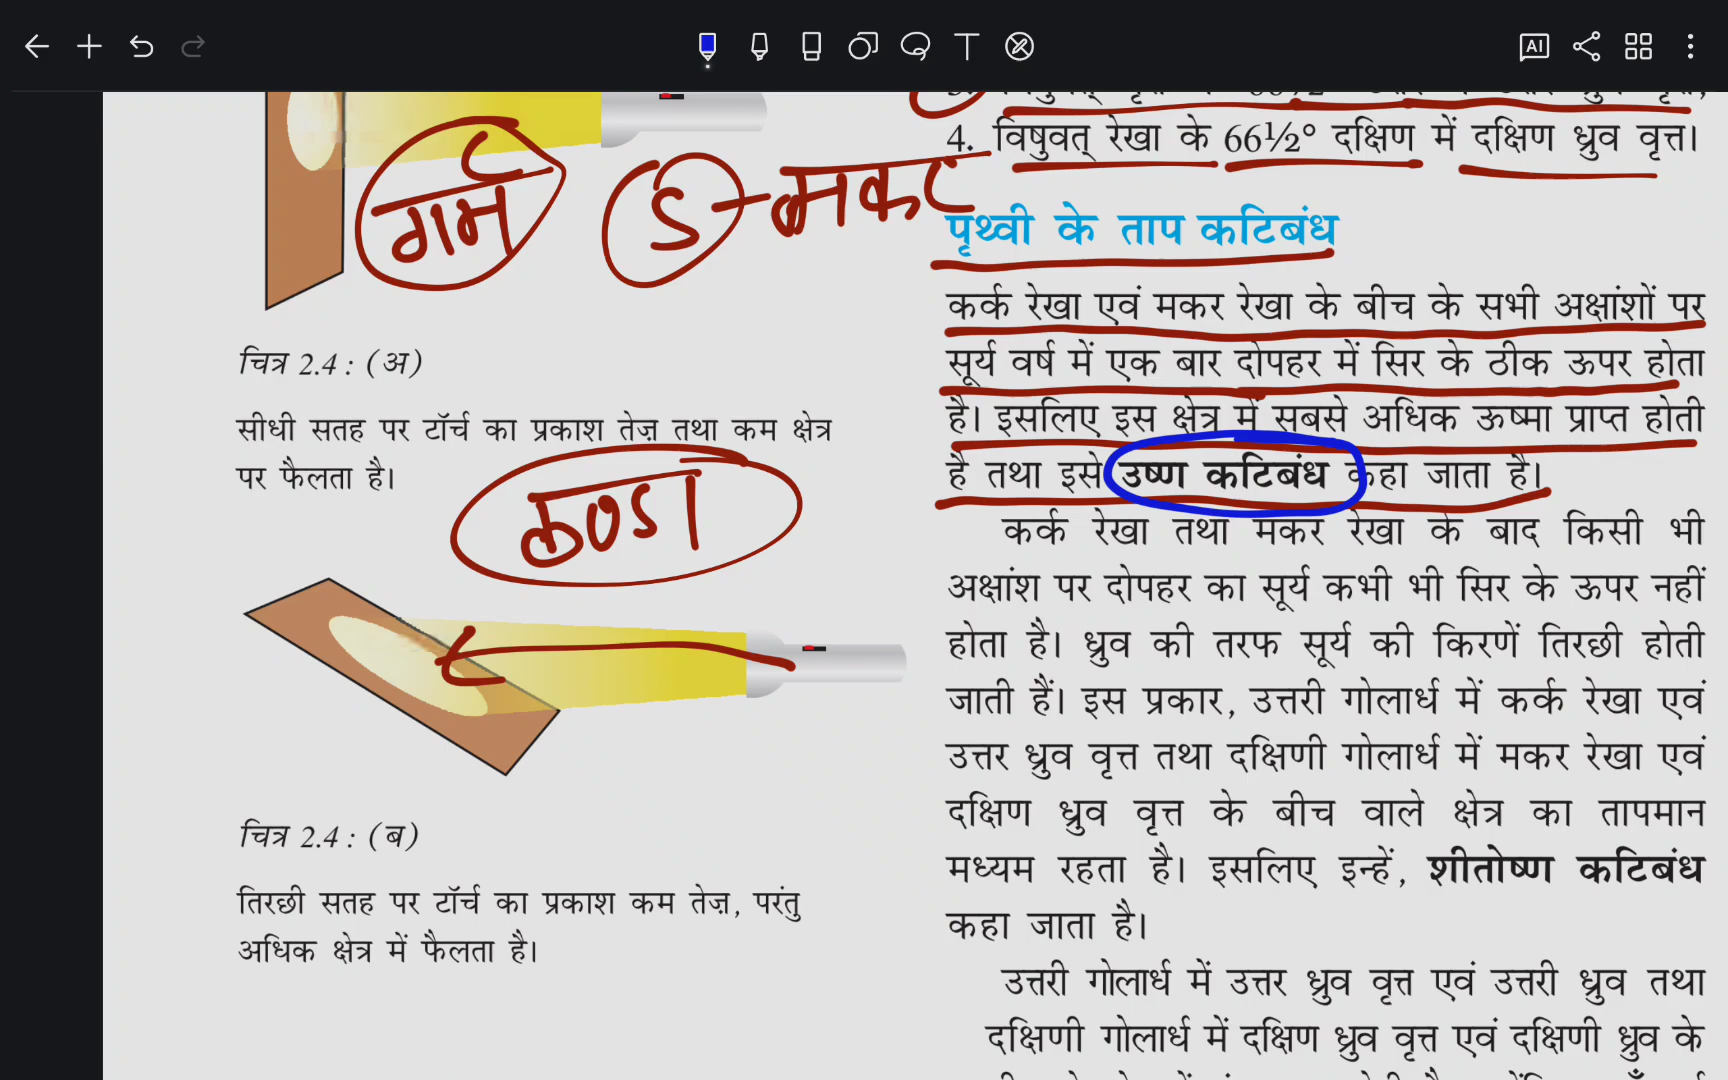 AI
गर्म
S-मकर
चित्र 2.4 : (अ)
सीधी सतह पर टॉर्च का प्रकाश तेज़ तथा कम क्षेत्र
पर फैलता है।
ठण्डा
चित्र 2.4 : (ब)
तिरछी सतह पर टॉर्च का प्रकाश कम तेज़, परंतु
अधिक क्षेत्र में फैलता है।
4. विषुवत् रेखा के 66½° दक्षिण में दक्षिण ध्रुव वृत्त।
पृथ्वी के ताप कटिबंध
कर्क रेखा एवं मकर रेखा के बीच के सभी अक्षांशों पर
सूर्य वर्ष में एक बार दोपहर में सिर के ठीक ऊपर होता
है। इसलिए इस क्षेत्र में सबसे अधिक ऊष्मा प्राप्त होती
है तथा इसे उष्ण कटिबंध कहा जाता है।
कर्क रेखा तथा मकर रेखा के बाद किसी भी
अक्षांश पर दोपहर का सूर्य कभी भी सिर के ऊपर नहीं
होता है। ध्रुव की तरफ सूर्य की किरणें तिरछी होती
जाती हैं। इस प्रकार, उत्तरी गोलार्ध में कर्क रेखा एवं
उत्तर ध्रुव वृत्त तथा दक्षिणी गोलार्ध में मकर रेखा एवं
दक्षिण ध्रुव वृत्त के बीच वाले क्षेत्र का तापमान
मध्यम रहता है। इसलिए इन्हें, शीतोष्ण कटिबंध
कहा जाता है।
उत्तरी गोलार्ध में उत्तर ध्रुव वृत्त एवं उत्तरी ध्रुव तथा
दक्षिणी गोलार्ध में दक्षिण ध्रुव वृत्त एवं दक्षिणी ध्रुव के